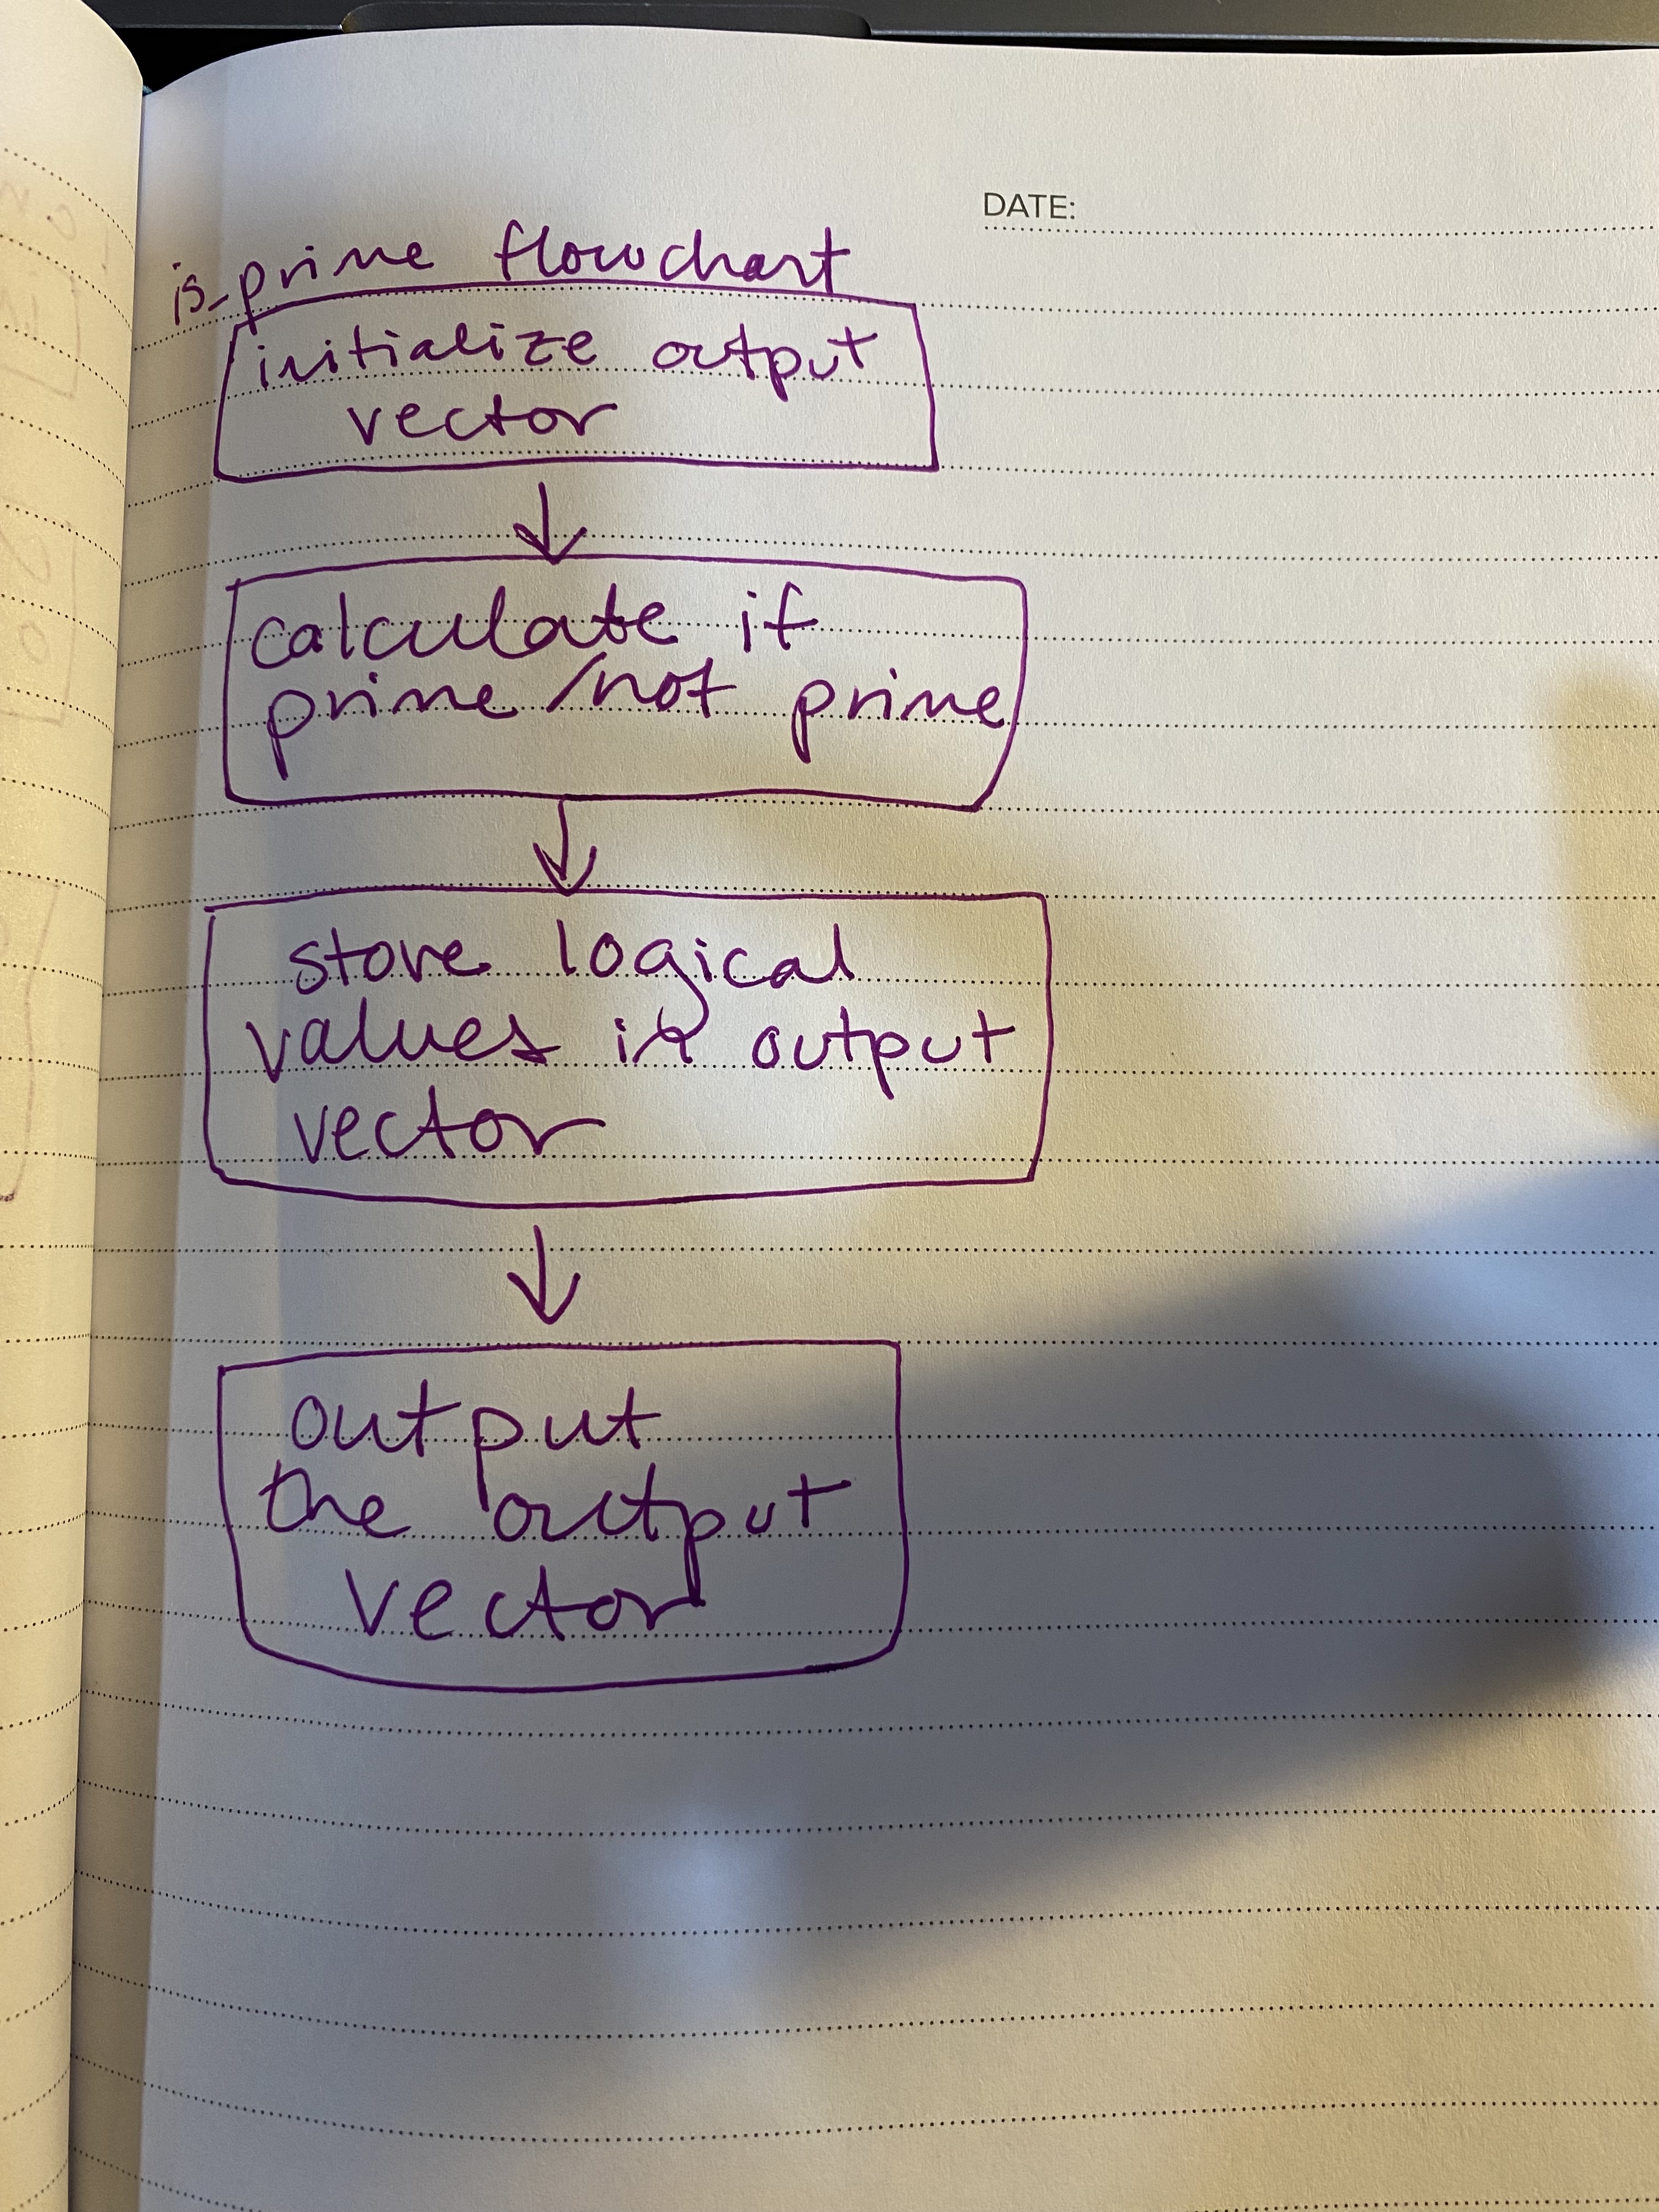 DATE:
is_prime flowchart
initialize output
vector
calculate if
prime/not prime
store logical
values in output
vector
output
the output
vector